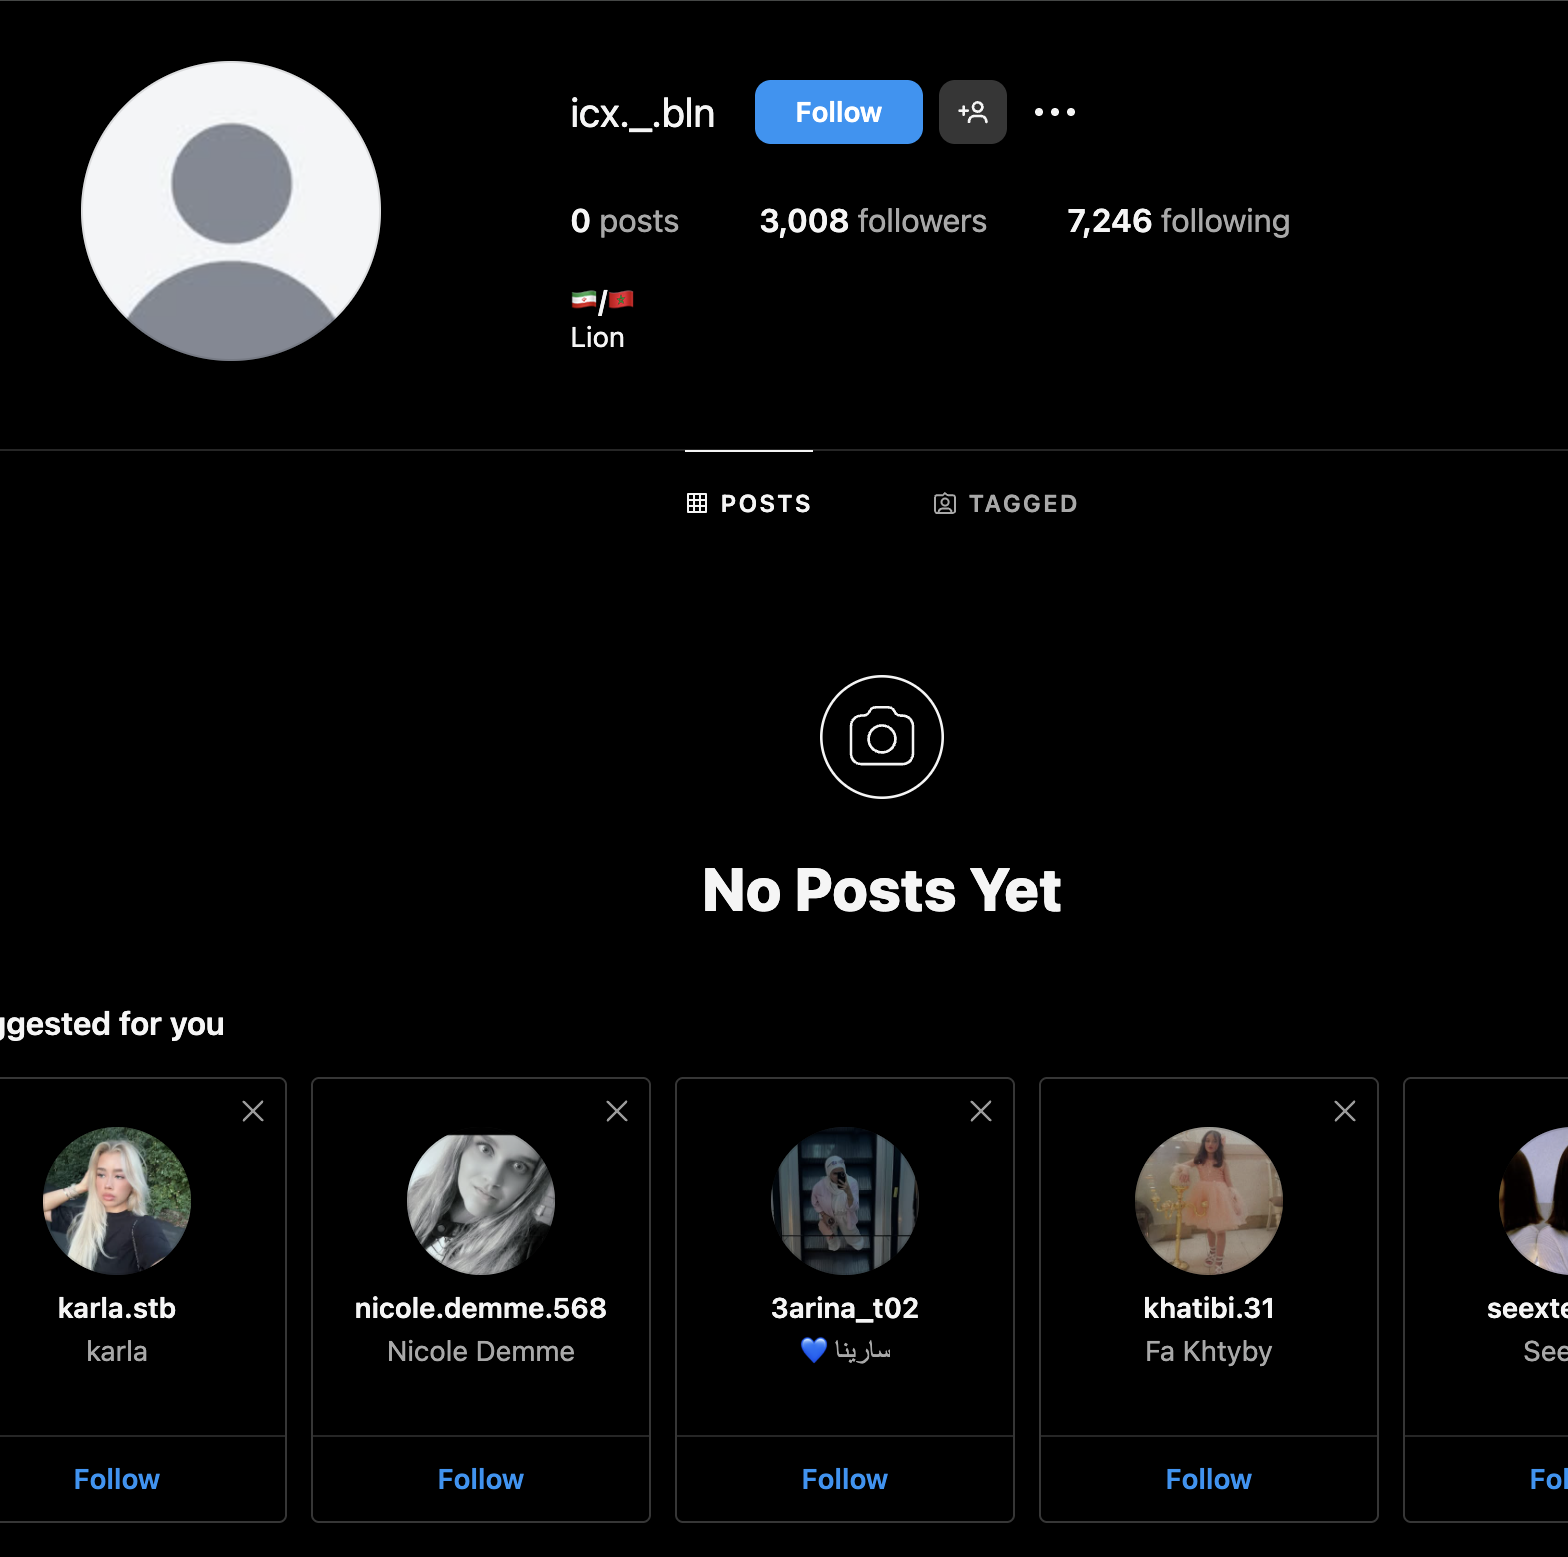 icx._.bln Follow
0 posts 3,008 followers 7,246 following
🇮🇷/🇲🇦
Lion
POSTS TAGGED
No Posts Yet
ggested for you
karla.stb
karla
Follow
nicole.demme.568
Nicole Demme
Follow
3arina_t02
سارينا 💙
Follow
khatibi.31
Fa Khtyby
Follow
seexte
See
Fol